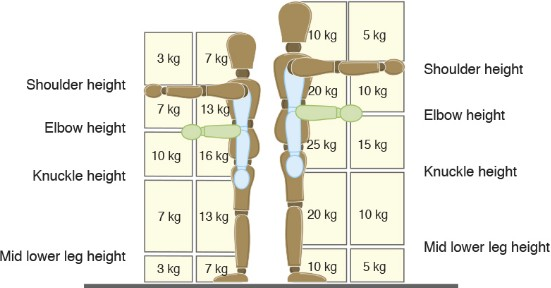 10 kg 5 kg
3 kg 7 kg
Shoulder height
Shoulder height
20 kg 10 kg
7 kg 13 kg
Elbow height
Elbow height
25 kg 15 kg
10 kg 16 kg
Knuckle height
Knuckle height
20 kg 10 kg
7 kg 13 kg
Mid lower leg height
Mid lower leg height
10 kg 5 kg
3 kg 7 kg